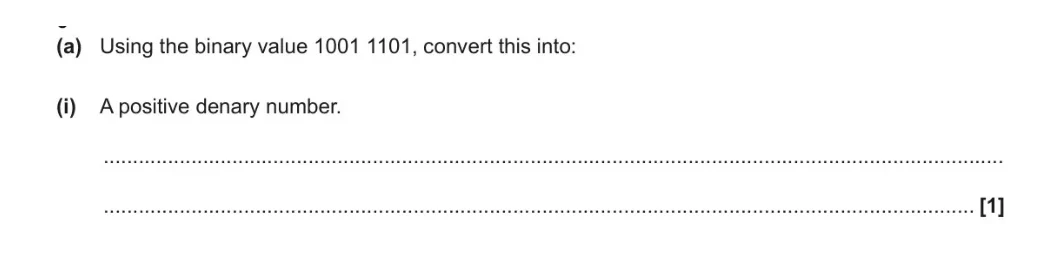 (a) Using the binary value 1001 1101, convert this into:
(i) A positive denary number.
................................................................................
................................................................................ [1]